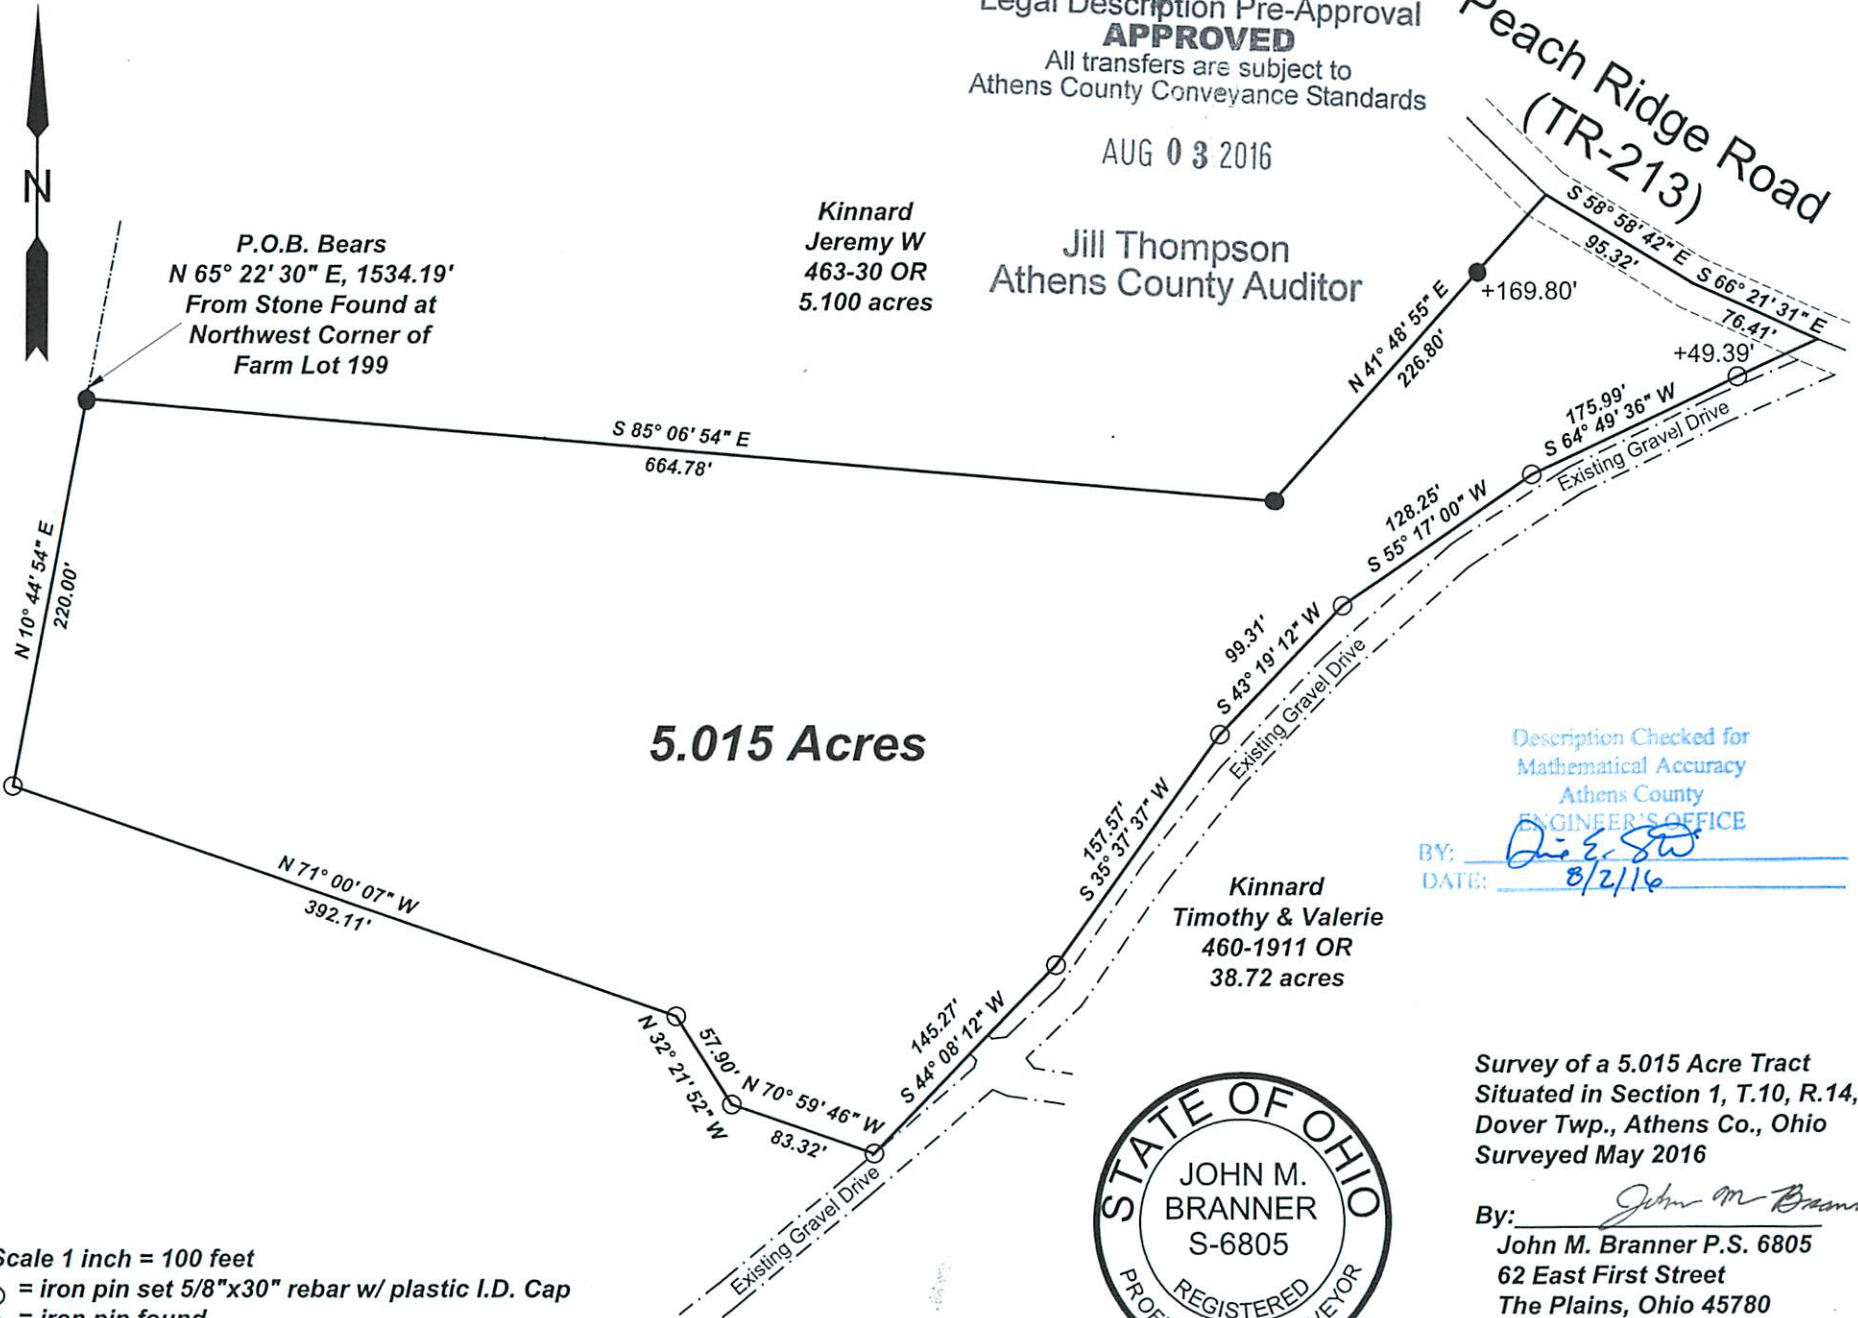 Legal Description Pre-Approval
APPROVED
All transfers are subject to
Athens County Conveyance Standards
AUG 03 2016
Jill Thompson
Athens County Auditor
Peach Ridge Road
(TR-213)
N
P.O.B. Bears
N 65° 22' 30" E, 1534.19'
From Stone Found at
Northwest Corner of
Farm Lot 199
Kinnard
Jeremy W
463-30 OR
5.100 acres
S 58° 58' 42" E
95.32'
S 66° 21' 31" E
76.41'
+169.80'
+49.39'
N 41° 48' 55" E
226.80'
175.99'
S 64° 49' 36" W
Existing Gravel Drive
S 85° 06' 54" E
664.78'
128.25'
S 55° 17' 00" W
N 10° 44' 54" E
220.00'
99.31'
S 43° 19' 12" W
Existing Gravel Drive
5.015 Acres
Description Checked for
Mathematical Accuracy
Athens County
ENGINEER'S OFFICE
BY:
DATE: 8/2/16
157.57'
S 35° 37' 37" W
N 71° 00' 07" W
392.11'
Kinnard
Timothy & Valerie
460-1911 OR
38.72 acres
145.27'
S 44° 08' 12" W
57.90'
N 32° 21' 52" W
N 70° 59' 46" W
83.32'
Existing Gravel Drive
STATE OF OHIO
JOHN M.
BRANNER
S-6805
REGISTERED
Survey of a 5.015 Acre Tract
Situated in Section 1, T.10, R.14,
Dover Twp., Athens Co., Ohio
Surveyed May 2016
By: John M Brann
John M. Branner P.S. 6805
62 East First Street
The Plains, Ohio 45780
Scale 1 inch = 100 feet
= iron pin set 5/8"x30" rebar w/ plastic I.D. Cap
= iron pin found